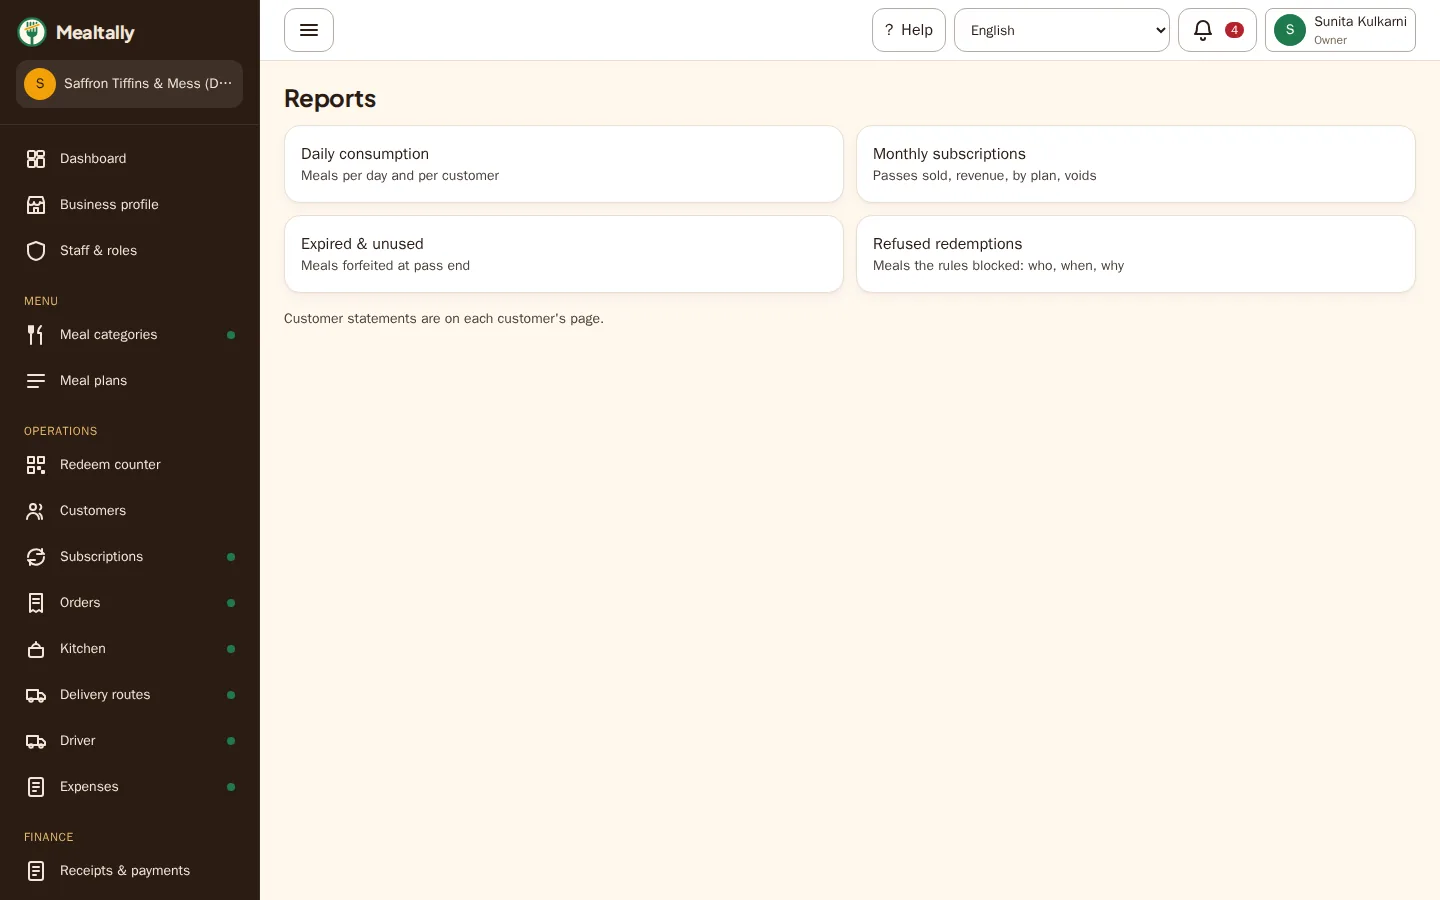 Mealtally
S
Saffron Tiffins & Mess (D···
Dashboard
Business profile
Staff & roles
MENU
Meal categories
Meal plans
OPERATIONS
Redeem counter
Customers
Subscriptions
Orders
Kitchen
Delivery routes
Driver
Expenses
FINANCE
Receipts & payments
? Help
English
4
S
Sunita Kulkarni
Owner
Reports
Daily consumption
Meals per day and per customer
Monthly subscriptions
Passes sold, revenue, by plan, voids
Expired & unused
Meals forfeited at pass end
Refused redemptions
Meals the rules blocked: who, when, why
Customer statements are on each customer's page.